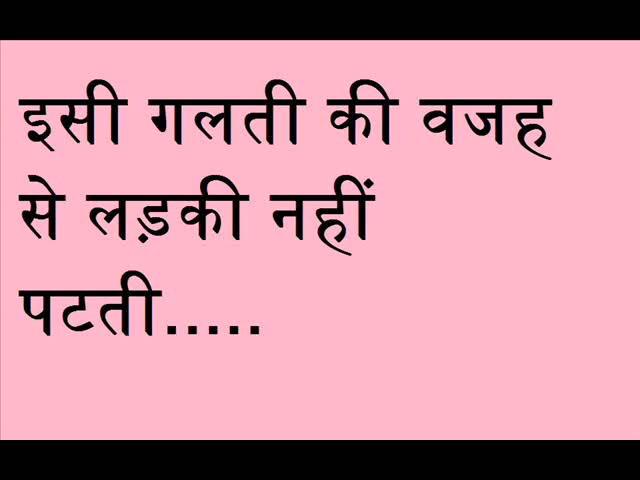 इसी गलती की वजह
से लड़की नहीं
पटती.....